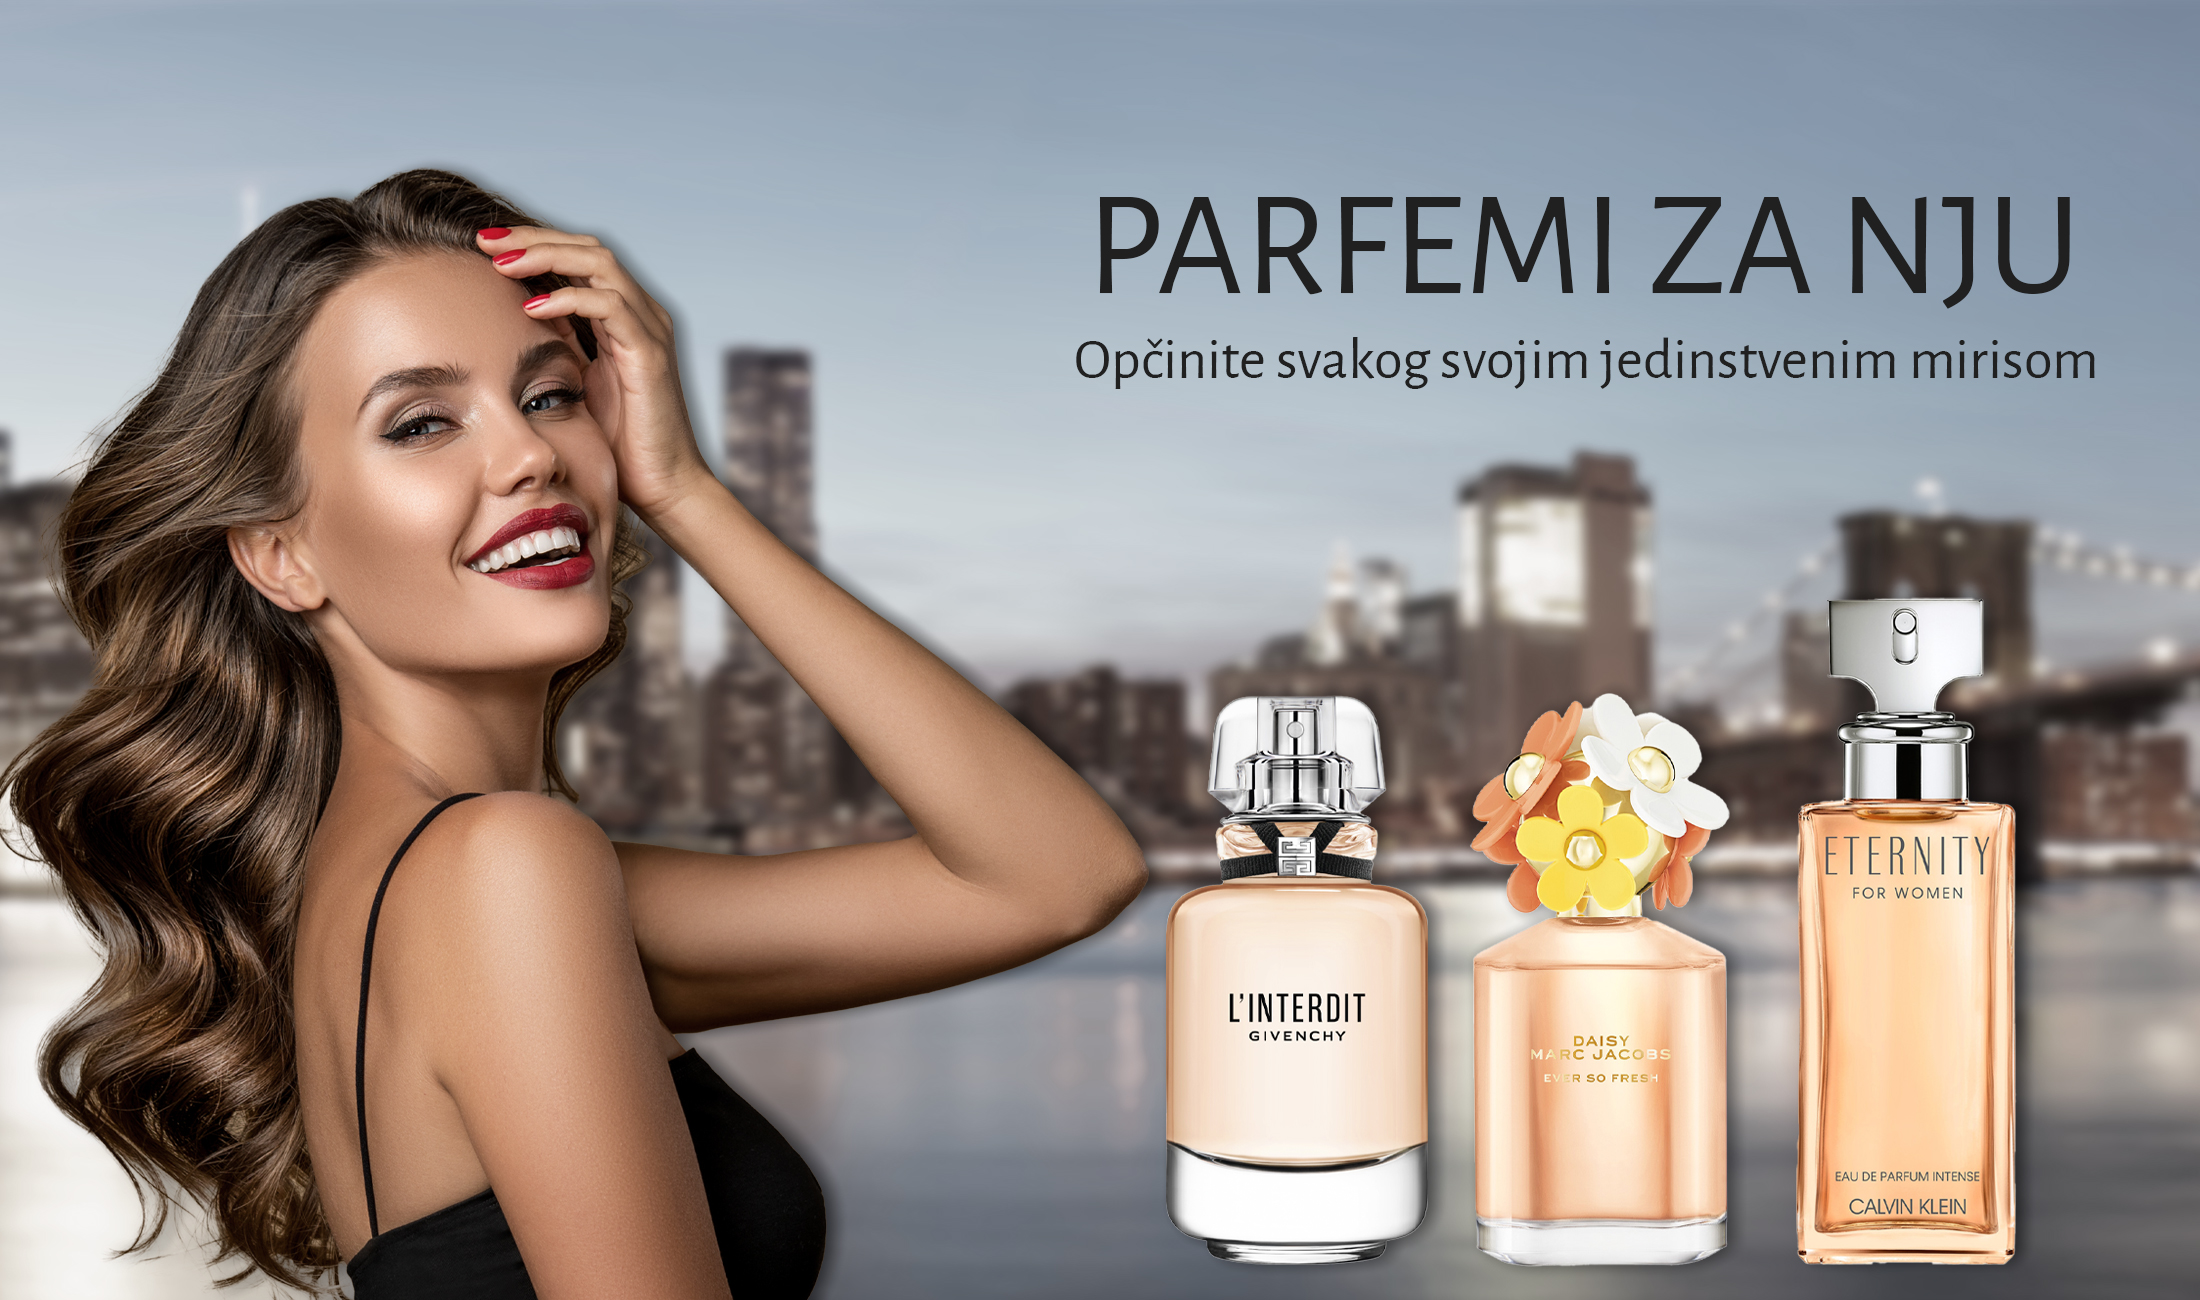 PARFEMI ZA NJU
Opčinite svakog svojim jedinstvenim mirisom
L'INTERDIT
GIVENCHY
DAISY
MARC JACOBS
EVER SO FRESH
ETERNITY
FOR WOMEN
EAU DE PARFUM INTENSE
CALVIN KLEIN